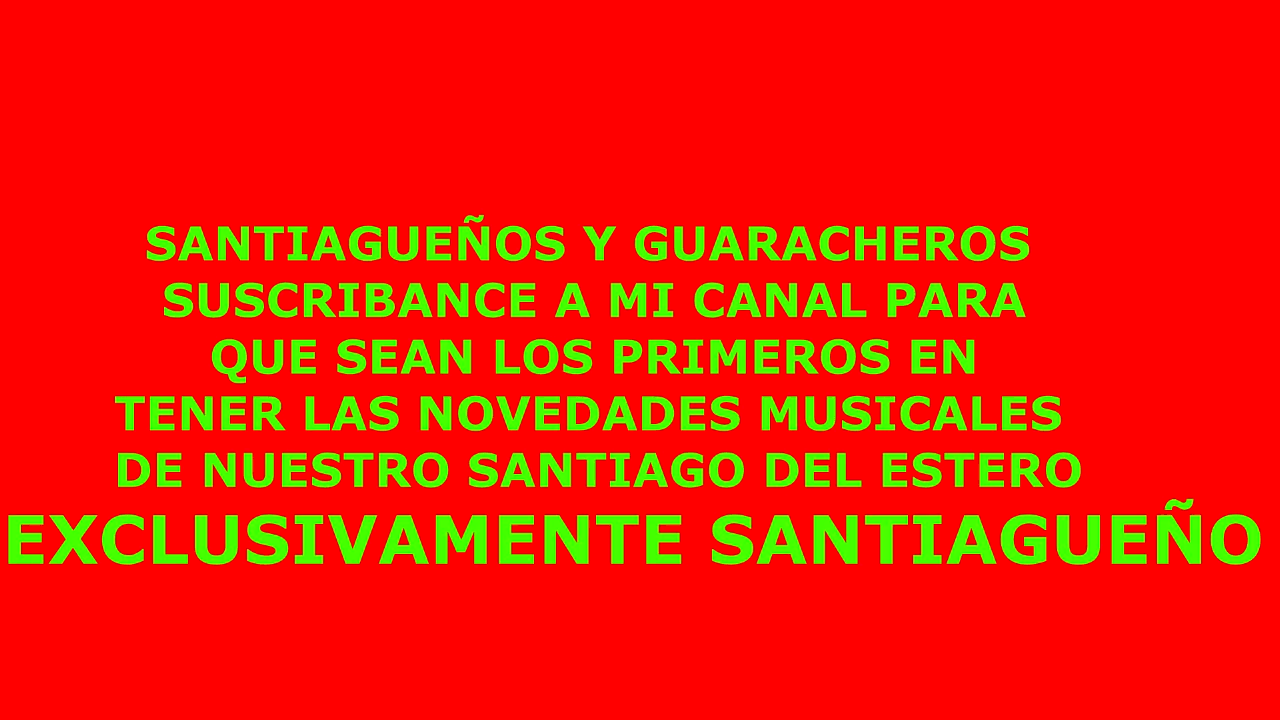 SANTIAGUEÑOS Y GUARACHEROS
SUSCRIBANCE A MI CANAL PARA
QUE SEAN LOS PRIMEROS EN
TENER LAS NOVEDADES MUSICALES
DE NUESTRO SANTIAGO DEL ESTERO
EXCLUSIVAMENTE SANTIAGUEÑO